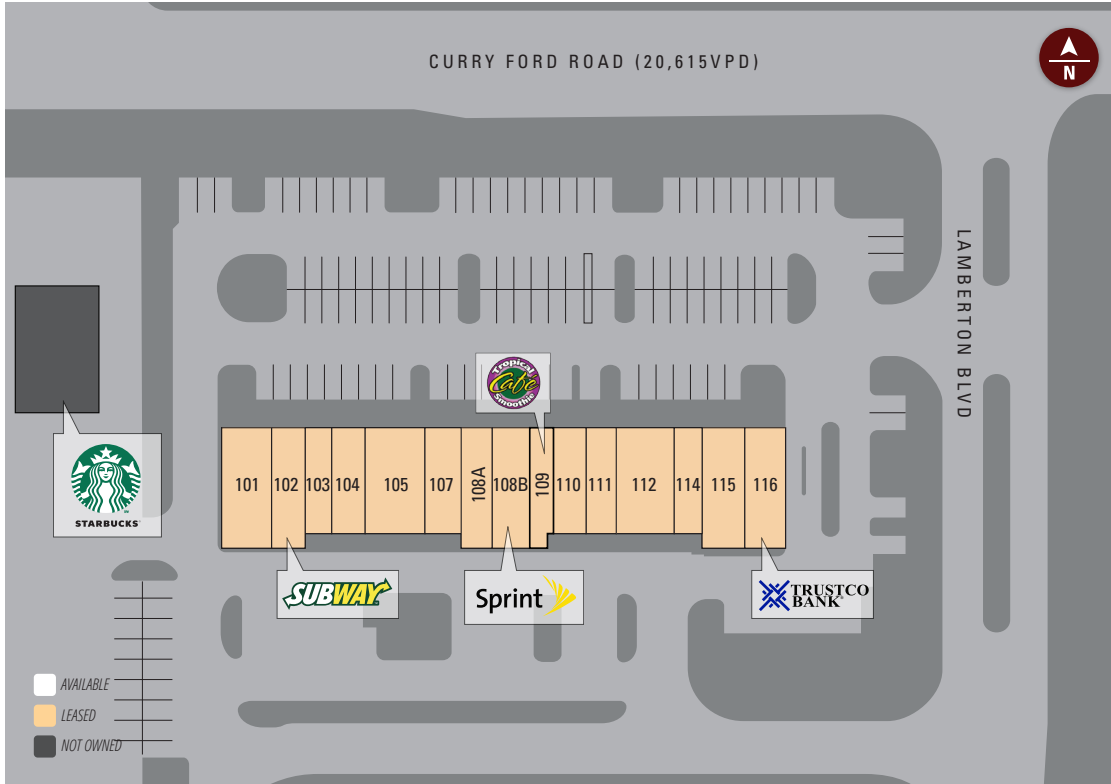 CURRY FORD ROAD (20,615VPD)
N
LAMBERTON BLVD
Tropical
Cafe
Smoothie
STARBUCKS
101
102
103
104
105
107
108A
108B
109
110
111
112
114
115
116
SUBWAY
Sprint
TRUSTCO
BANK
AVAILABLE
LEASED
NOT OWNED